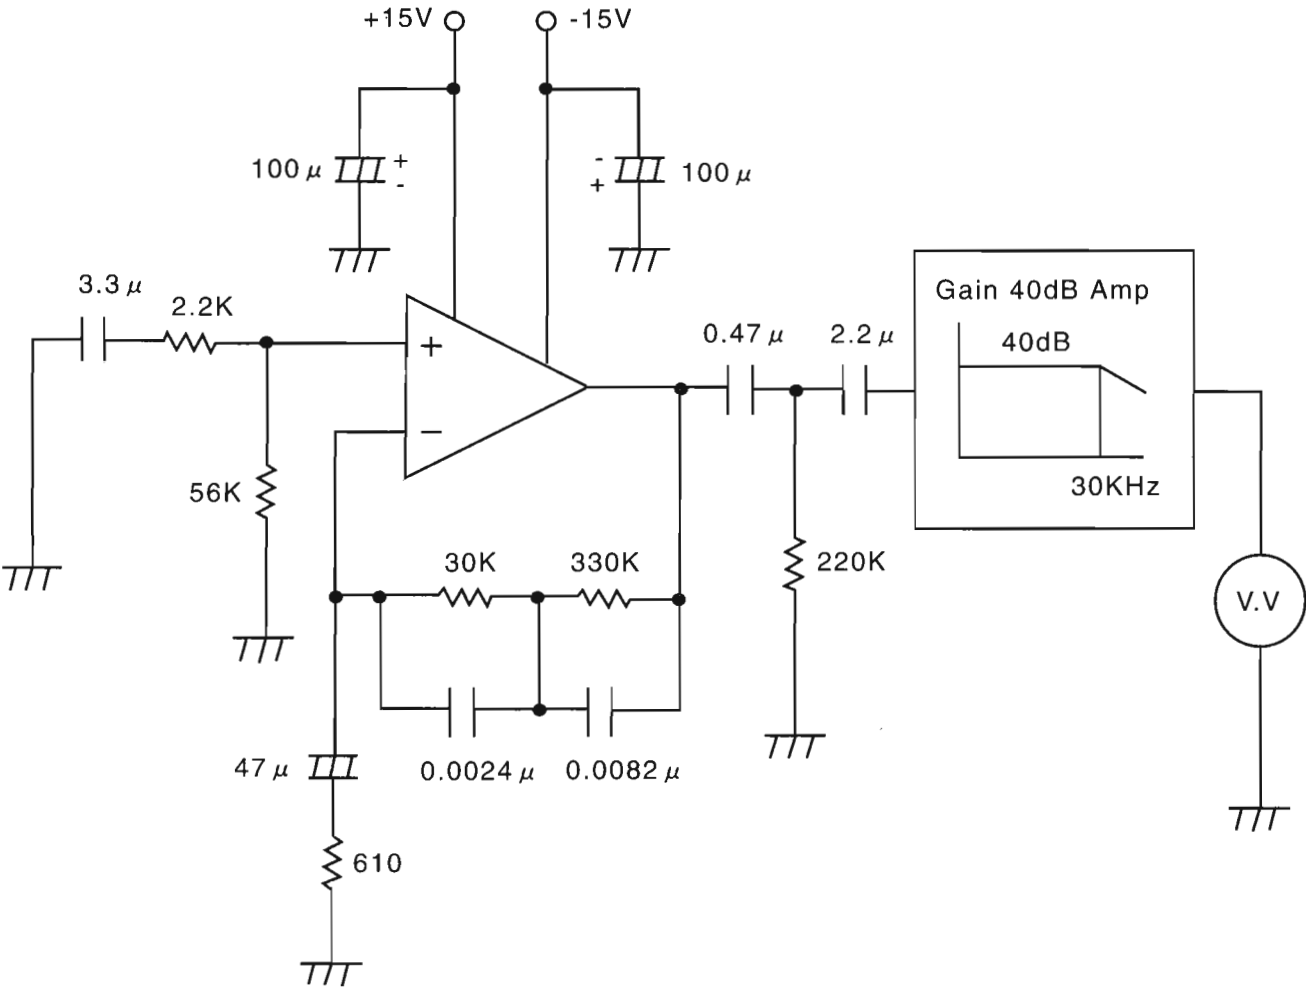 +15V
-15V
100μ
+
-
-
+
100μ
3.3μ
2.2K
56K
+
−
0.47μ
2.2μ
Gain 40dB Amp
40dB
30KHz
220K
V.V
30K
330K
0.0024μ
0.0082μ
47μ
610